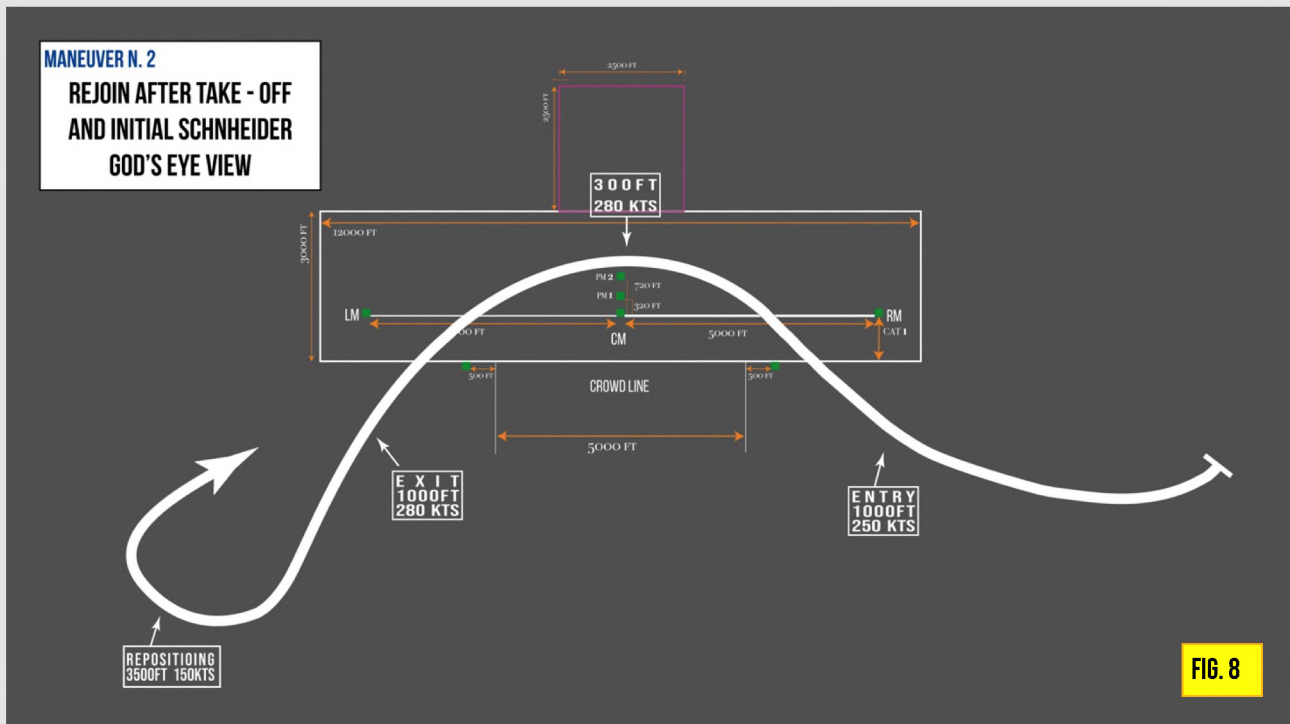 MANEUVER N. 2
REJOIN AFTER TAKE - OFF
AND INITIAL SCHNHEIDER
GOD'S EYE VIEW
2500 FT
2500 FT
300FT
280 KTS
12000 FT
3000 FT
PM 2
720 FT
PM 1
320 FT
LM
RM
CM
5000 FT
CAT 1
500 FT
500 FT
CROWD LINE
5000 FT
EXIT
1000FT
280 KTS
ENTRY
1000FT
250 KTS
REPOSITIOING
3500FT 150KTS
FIG. 8